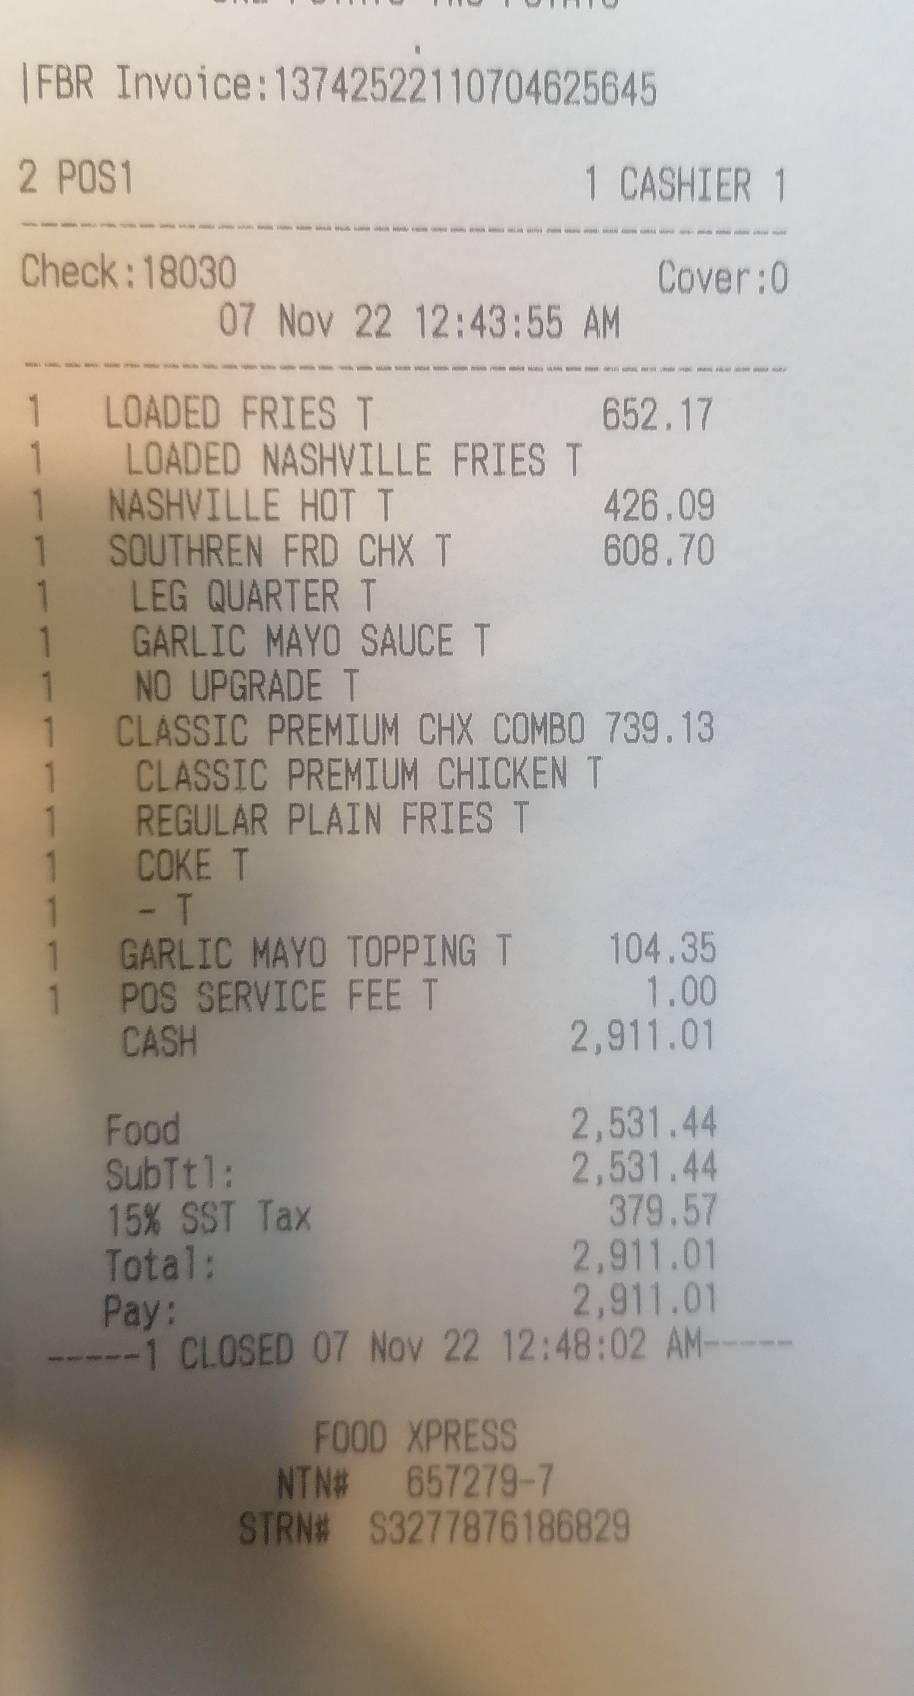 |FBR Invoice:13742522110704625645
2 POS1 1 CASHIER 1
Check:18030 Cover:0
07 Nov 22 12:43:55 AM
1 LOADED FRIES T 652.17
1 LOADED NASHVILLE FRIES T
1 NASHVILLE HOT T 426.09
1 SOUTHREN FRD CHX T 608.70
1 LEG QUARTER T
1 GARLIC MAYO SAUCE T
1 NO UPGRADE T
1 CLASSIC PREMIUM CHX COMBO 739.13
1 CLASSIC PREMIUM CHICKEN T
1 REGULAR PLAIN FRIES T
1 COKE T
1 - T
1 GARLIC MAYO TOPPING T 104.35
1 POS SERVICE FEE T 1.00
CASH 2,911.01
Food 2,531.44
SubTtl: 2,531.44
15% SST Tax 379.57
Total: 2,911.01
Pay: 2,911.01
-----1 CLOSED 07 Nov 22 12:48:02 AM-----
FOOD XPRESS
NTN# 657279-7
STRN# S3277876186829